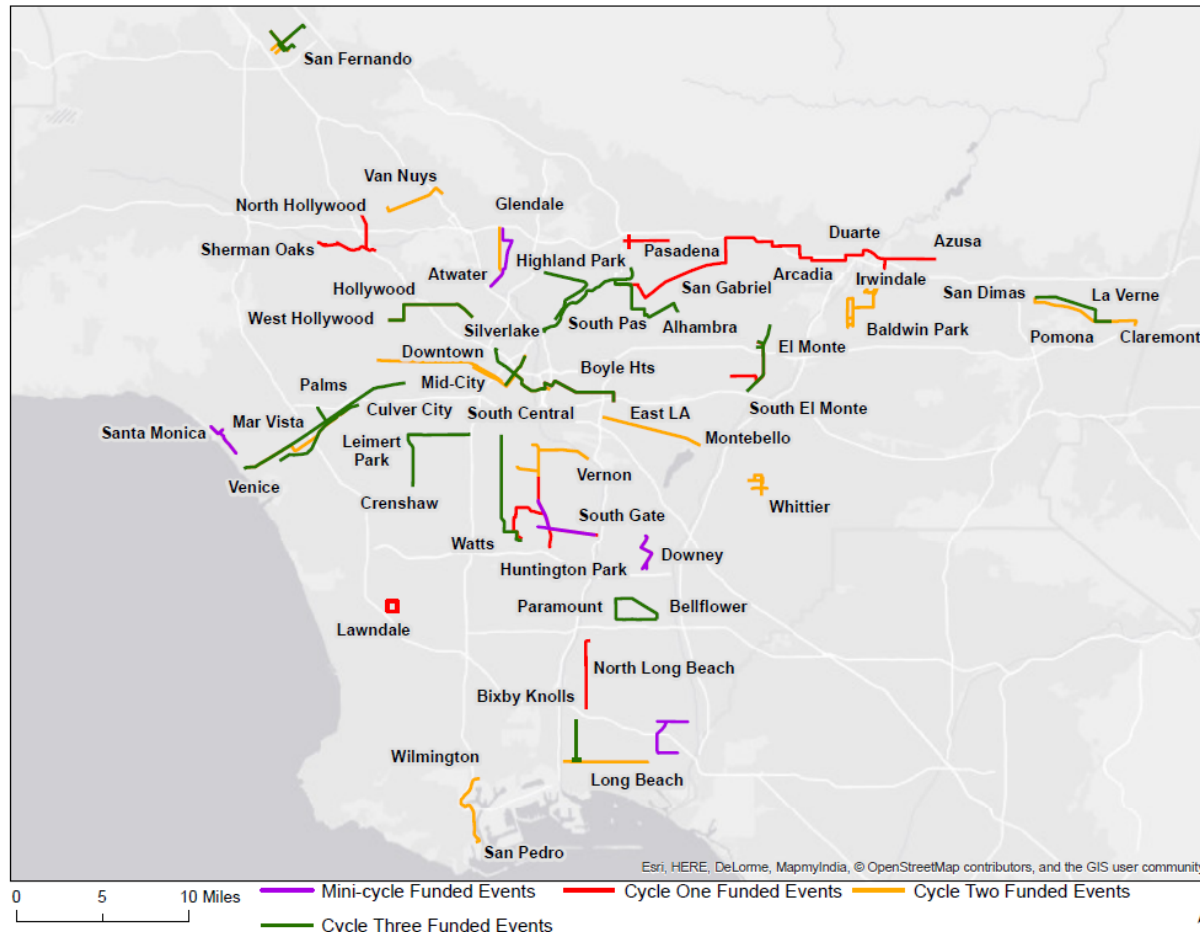 San Fernando
Van Nuys
North Hollywood
Glendale
Sherman Oaks
Duarte
Azusa
Pasadena
Highland Park
Atwater
Arcadia
Irwindale
Hollywood
San Gabriel
San Dimas
La Verne
West Hollywood
Silverlake
South Pas
Alhambra
Baldwin Park
Pomona
Claremont
El Monte
Downtown
Boyle Hts
Palms
Mid-City
South El Monte
Mar Vista
Culver City
South Central
East LA
Santa Monica
Leimert
Park
Montebello
Venice
Vernon
Crenshaw
Whittier
South Gate
Watts
Downey
Huntington Park
Paramount
Bellflower
Lawndale
North Long Beach
Bixby Knolls
Wilmington
Long Beach
San Pedro
Esri, HERE, DeLorme, MapmyIndia, © OpenStreetMap contributors, and the GIS user community
0 5 10 Miles
Mini-cycle Funded Events
Cycle One Funded Events
Cycle Two Funded Events
Cycle Three Funded Events